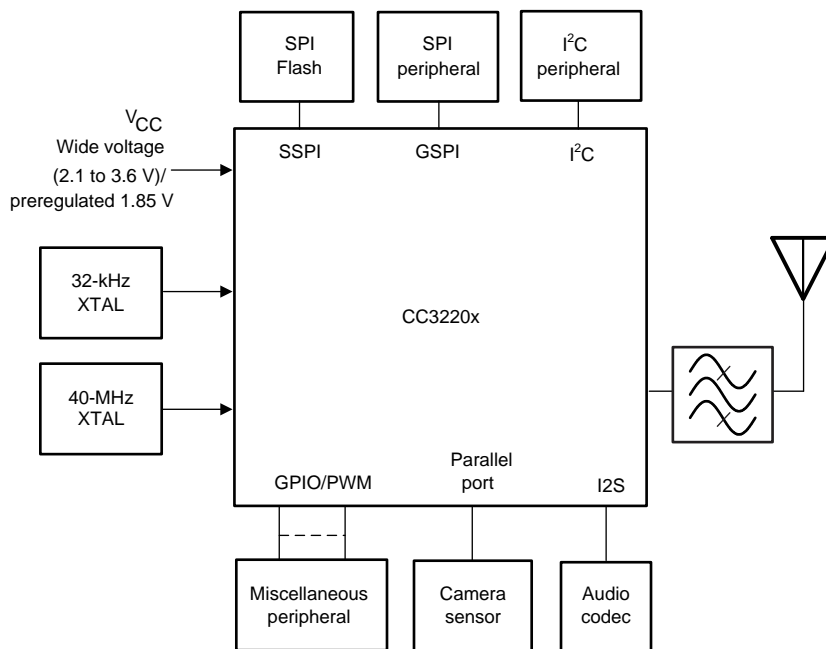 SPI
Flash
SPI
peripheral
I²C
peripheral
VCC
Wide voltage
(2.1 to 3.6 V)/
preregulated 1.85 V
SSPI
GSPI
I²C
32-kHz
XTAL
CC3220x
40-MHz
XTAL
GPIO/PWM
Parallel
port
I2S
Miscellaneous
peripheral
Camera
sensor
Audio
codec